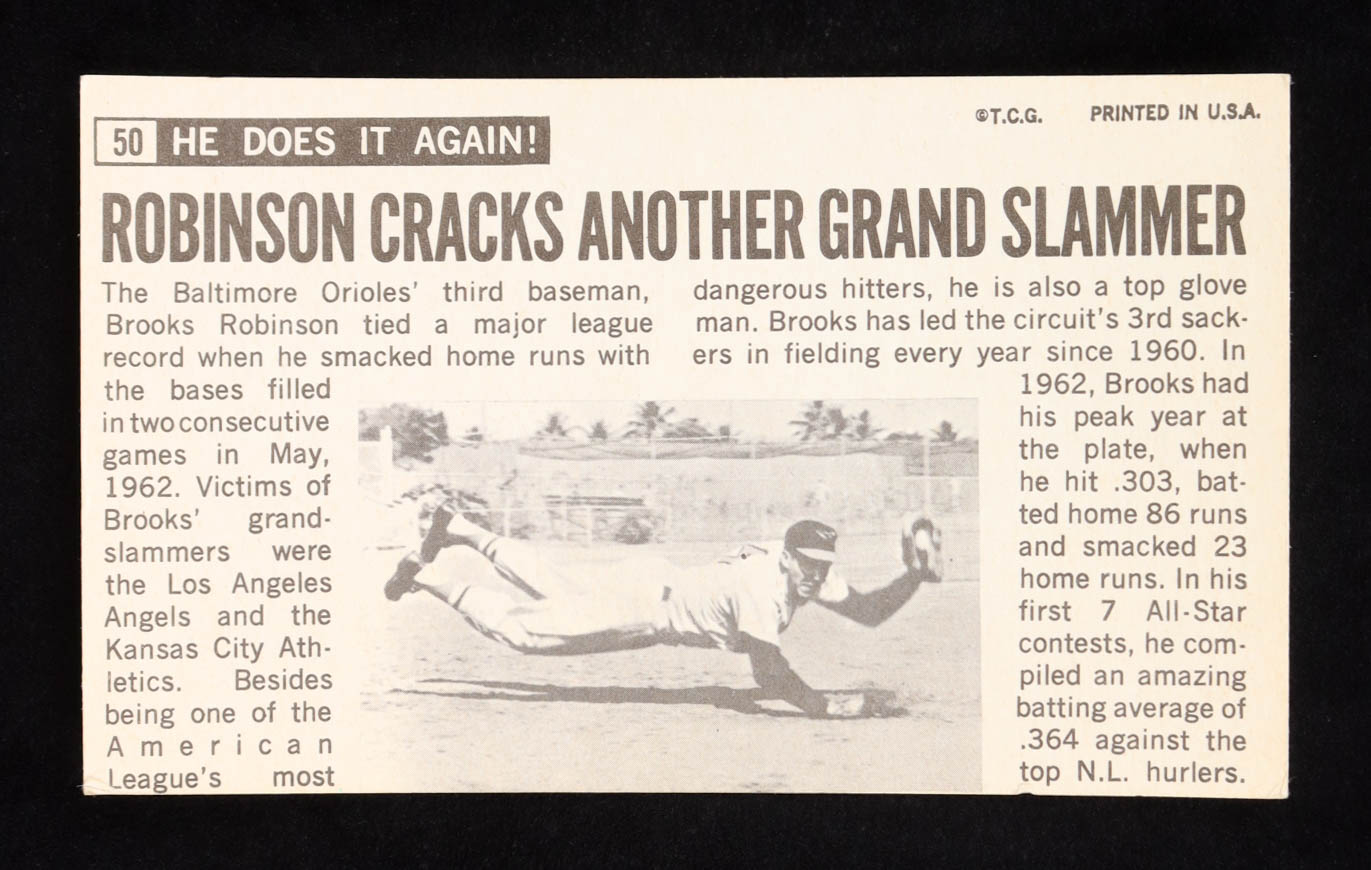 50 HE DOES IT AGAIN!
©T.C.G. PRINTED IN U.S.A.
ROBINSON CRACKS ANOTHER GRAND SLAMMER
The Baltimore Orioles' third baseman,
Brooks Robinson tied a major league
record when he smacked home runs with
the bases filled
in two consecutive
games in May,
1962. Victims of
Brooks' grand-
slammers were
the Los Angeles
Angels and the
Kansas City Ath-
letics. Besides
being one of the
American
League's most
dangerous hitters, he is also a top glove
man. Brooks has led the circuit's 3rd sack-
ers in fielding every year since 1960. In
1962, Brooks had
his peak year at
the plate, when
he hit .303, bat-
ted home 86 runs
and smacked 23
home runs. In his
first 7 All-Star
contests, he com-
piled an amazing
batting average of
.364 against the
top N.L. hurlers.